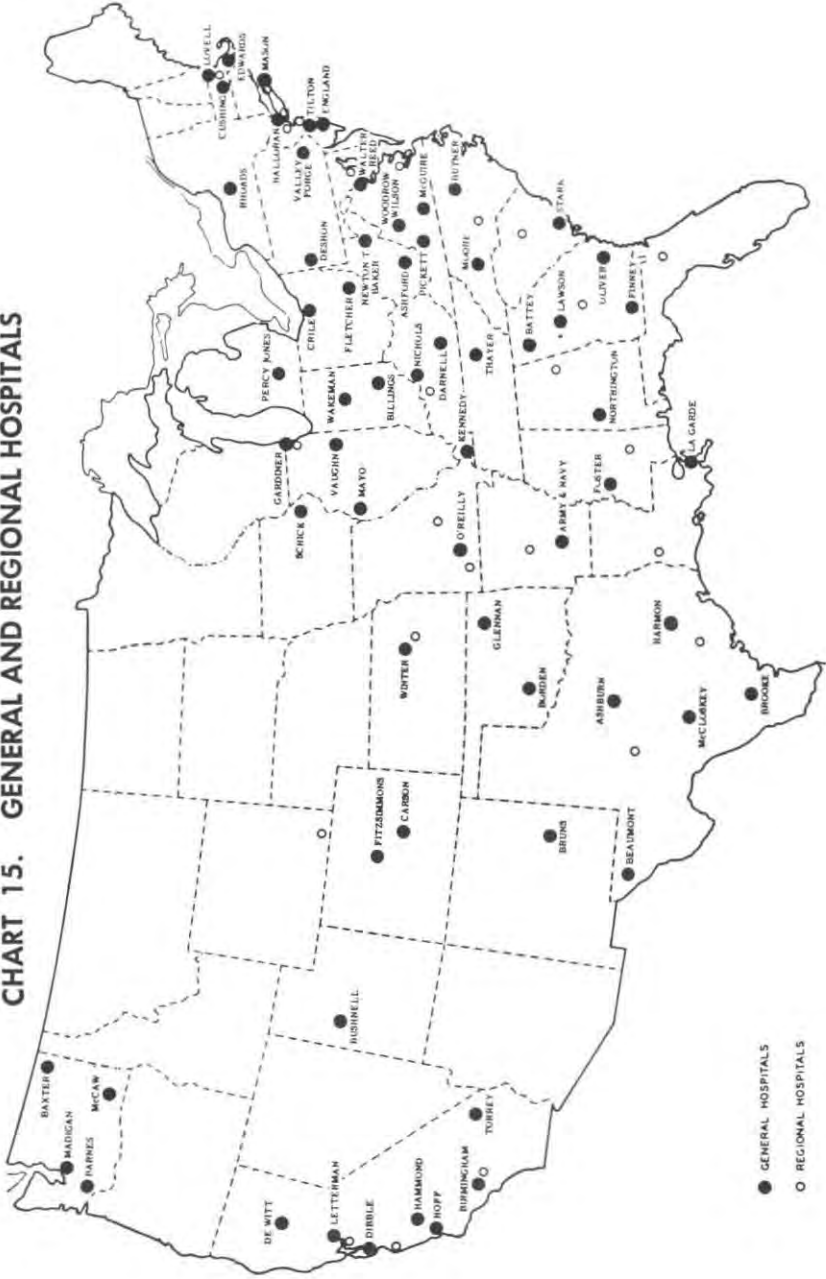 CHART 15. GENERAL AND REGIONAL HOSPITALS
BAXTER
MADIGAN
McCAW
BARNES
DE WITT
LETTERMAN
DIBBLE
HAMMOND
HOFF
BIRMINGHAM
TORREY
BUSHNELL
FITZSIMMONS
CARSON
BRUNS
BEAUMONT
WINTER
GLENNAN
BORDEN
ASHBURN
HARMON
McCLOSKEY
BROOKE
SCHICK
O'REILLY
ARMY & NAVY
FOSTER
LA GARDE
GARDINER
VAUGHN
MAYO
PERCY JONES
WAKEMAN
BILLINGS
NICHOLS
DARNELL
KENNEDY
THAYER
NORTHINGTON
CRILE
FLETCHER
DESHON
NEWTON T
BAKER
ASHFORD
PICKETT
WOODROW
WILSON
McGUIRE
WALTER
REED
BUTNER
MOORE
STARK
BATTEY
LAWSON
OLIVER
FINNEY
RHOADS
VALLEY
FORGE
HALLORAN
TILTON
ENGLAND
MASON
LOVELL
CUSHING
EDWARDS
GENERAL HOSPITALS
REGIONAL HOSPITALS